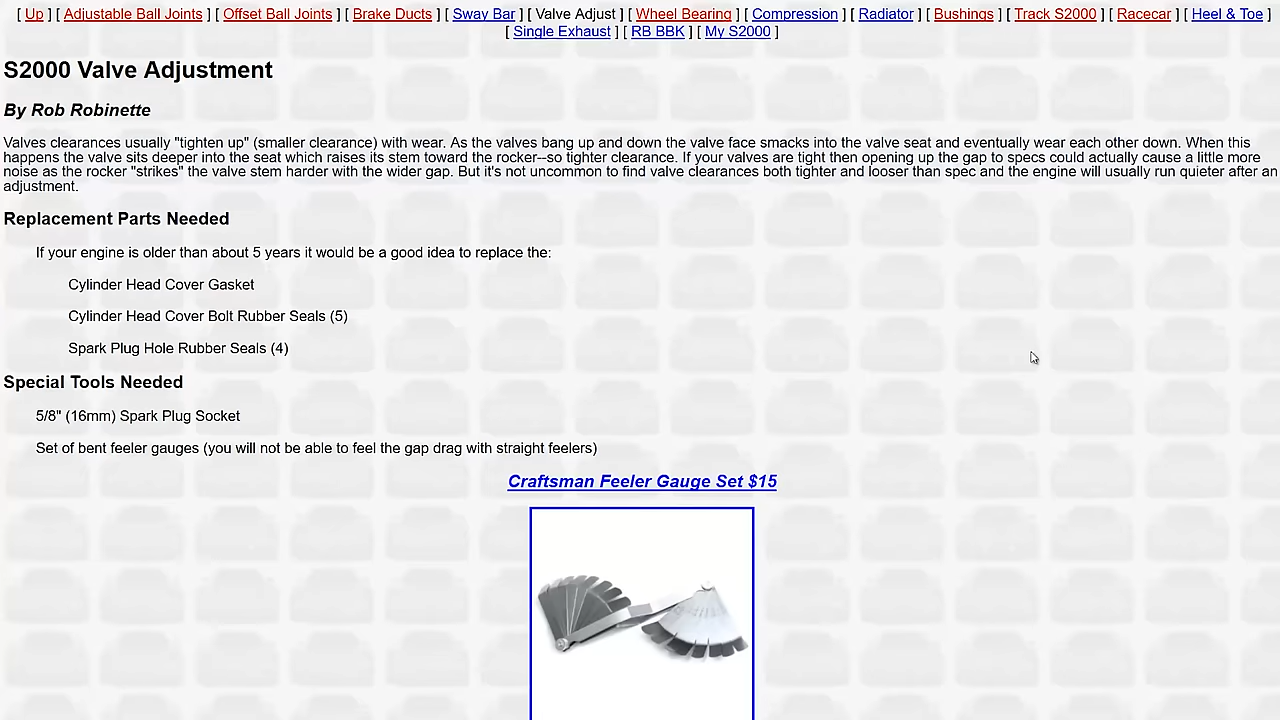 [ Up ] [ Adjustable Ball Joints ] [ Offset Ball Joints ] [ Brake Ducts ] [ Sway Bar ] [ Valve Adjust ] [ Wheel Bearing ] [ Compression ] [ Radiator ] [ Bushings ] [ Track S2000 ] [ Racecar ] [ Heel & Toe ]
[ Single Exhaust ] [ RB BBK ] [ My S2000 ]
S2000 Valve Adjustment
By Rob Robinette
Valves clearances usually "tighten up" (smaller clearance) with wear. As the valves bang up and down the valve face smacks into the valve seat and eventually wear each other down. When this
happens the valve sits deeper into the seat which raises its stem toward the rocker--so tighter clearance. If your valves are tight then opening up the gap to specs could actually cause a little more
noise as the rocker "strikes" the valve stem harder with the wider gap. But it's not uncommon to find valve clearances both tighter and looser than spec and the engine will usually run quieter after an
adjustment.
Replacement Parts Needed
If your engine is older than about 5 years it would be a good idea to replace the:
Cylinder Head Cover Gasket
Cylinder Head Cover Bolt Rubber Seals (5)
Spark Plug Hole Rubber Seals (4)
Special Tools Needed
5/8" (16mm) Spark Plug Socket
Set of bent feeler gauges (you will not be able to feel the gap drag with straight feelers)
Craftsman Feeler Gauge Set $15